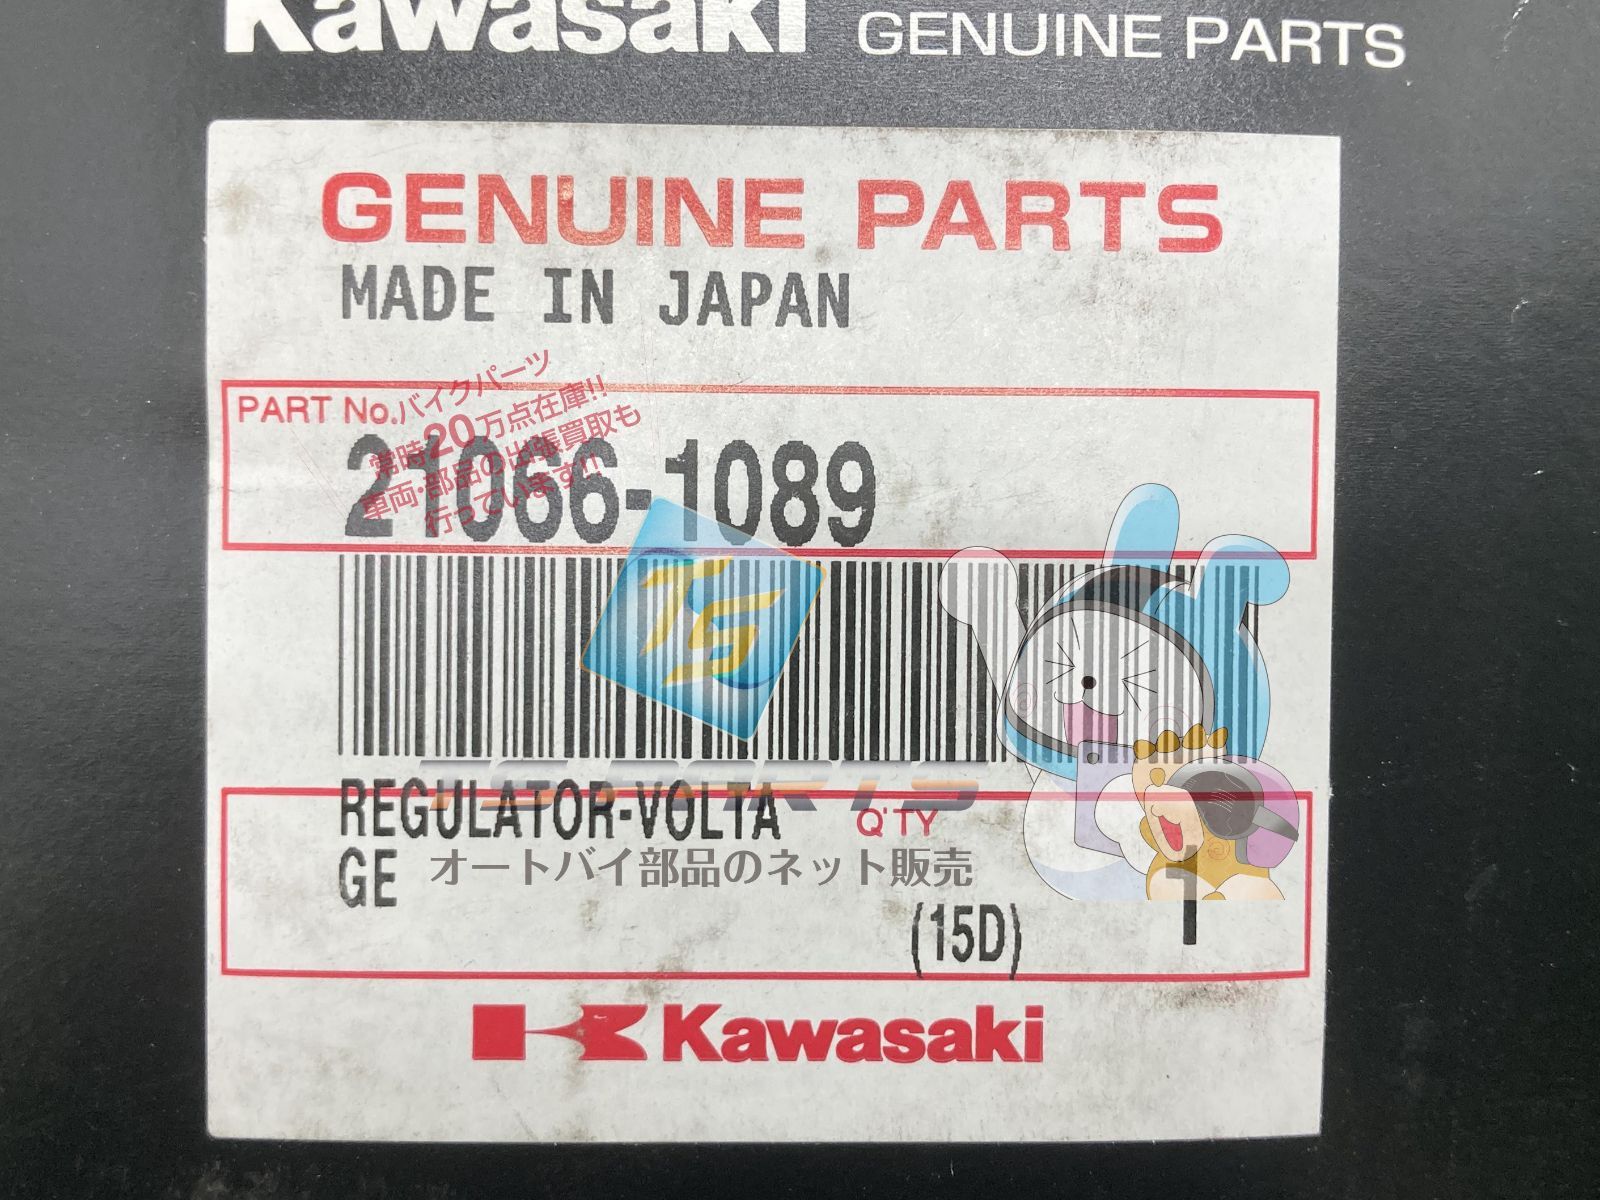 Kawasaki GENUINE PARTS
GENUINE PARTS
MADE IN JAPAN
PART No.
バイクパーツ
常時20万点在庫!!
車両・部品の出張買取も
行っています!!
21066-1089
TS
TS PARTS
REGULATOR-VOLTA
Q'TY
GE
オートバイ部品のネット販売
1
(15D)
Kawasaki